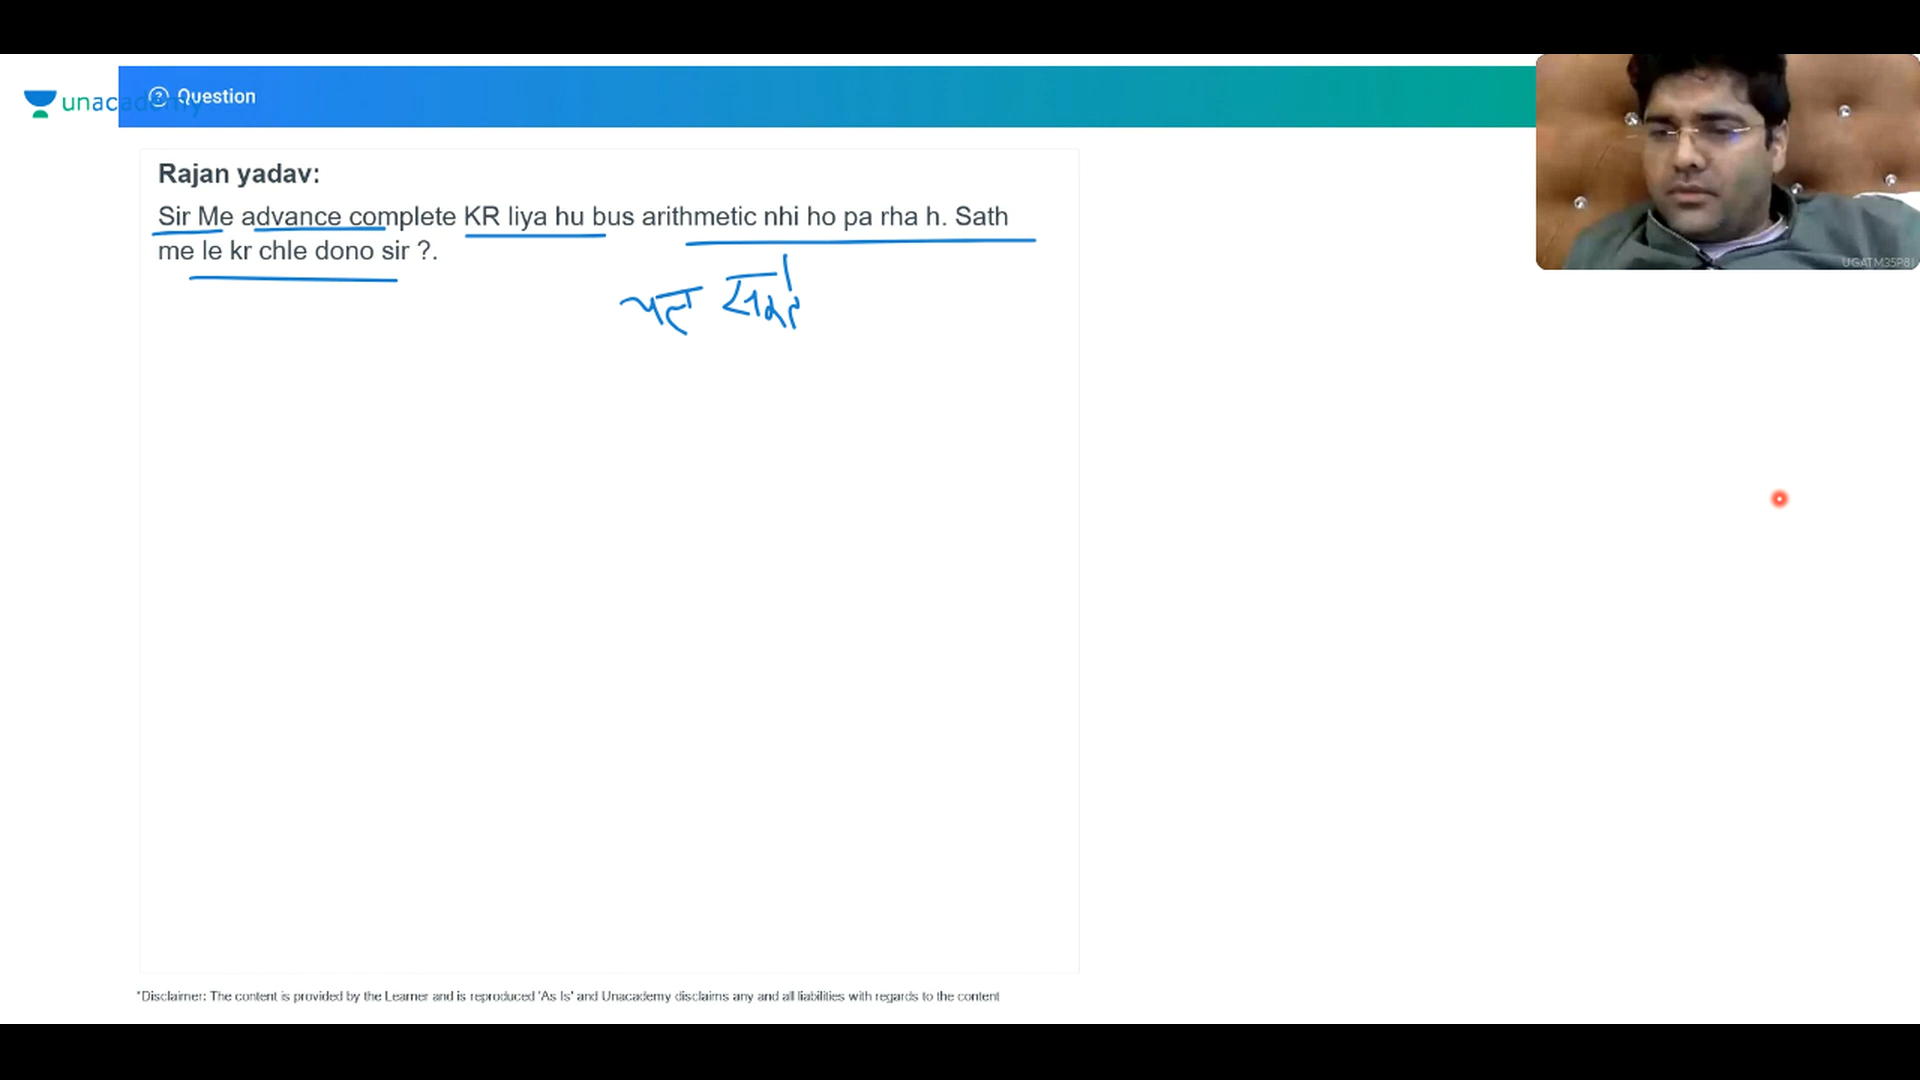 unacademy
Question
Rajan yadav:
Sir Me advance complete KR liya hu bus arithmetic nhi ho pa rha h. Sath
me le kr chle dono sir ?.
UGATM35P8I
*Disclaimer: The content is provided by the Learner and is reproduced 'As Is' and Unacademy disclaims any and all liabilities with regards to the content